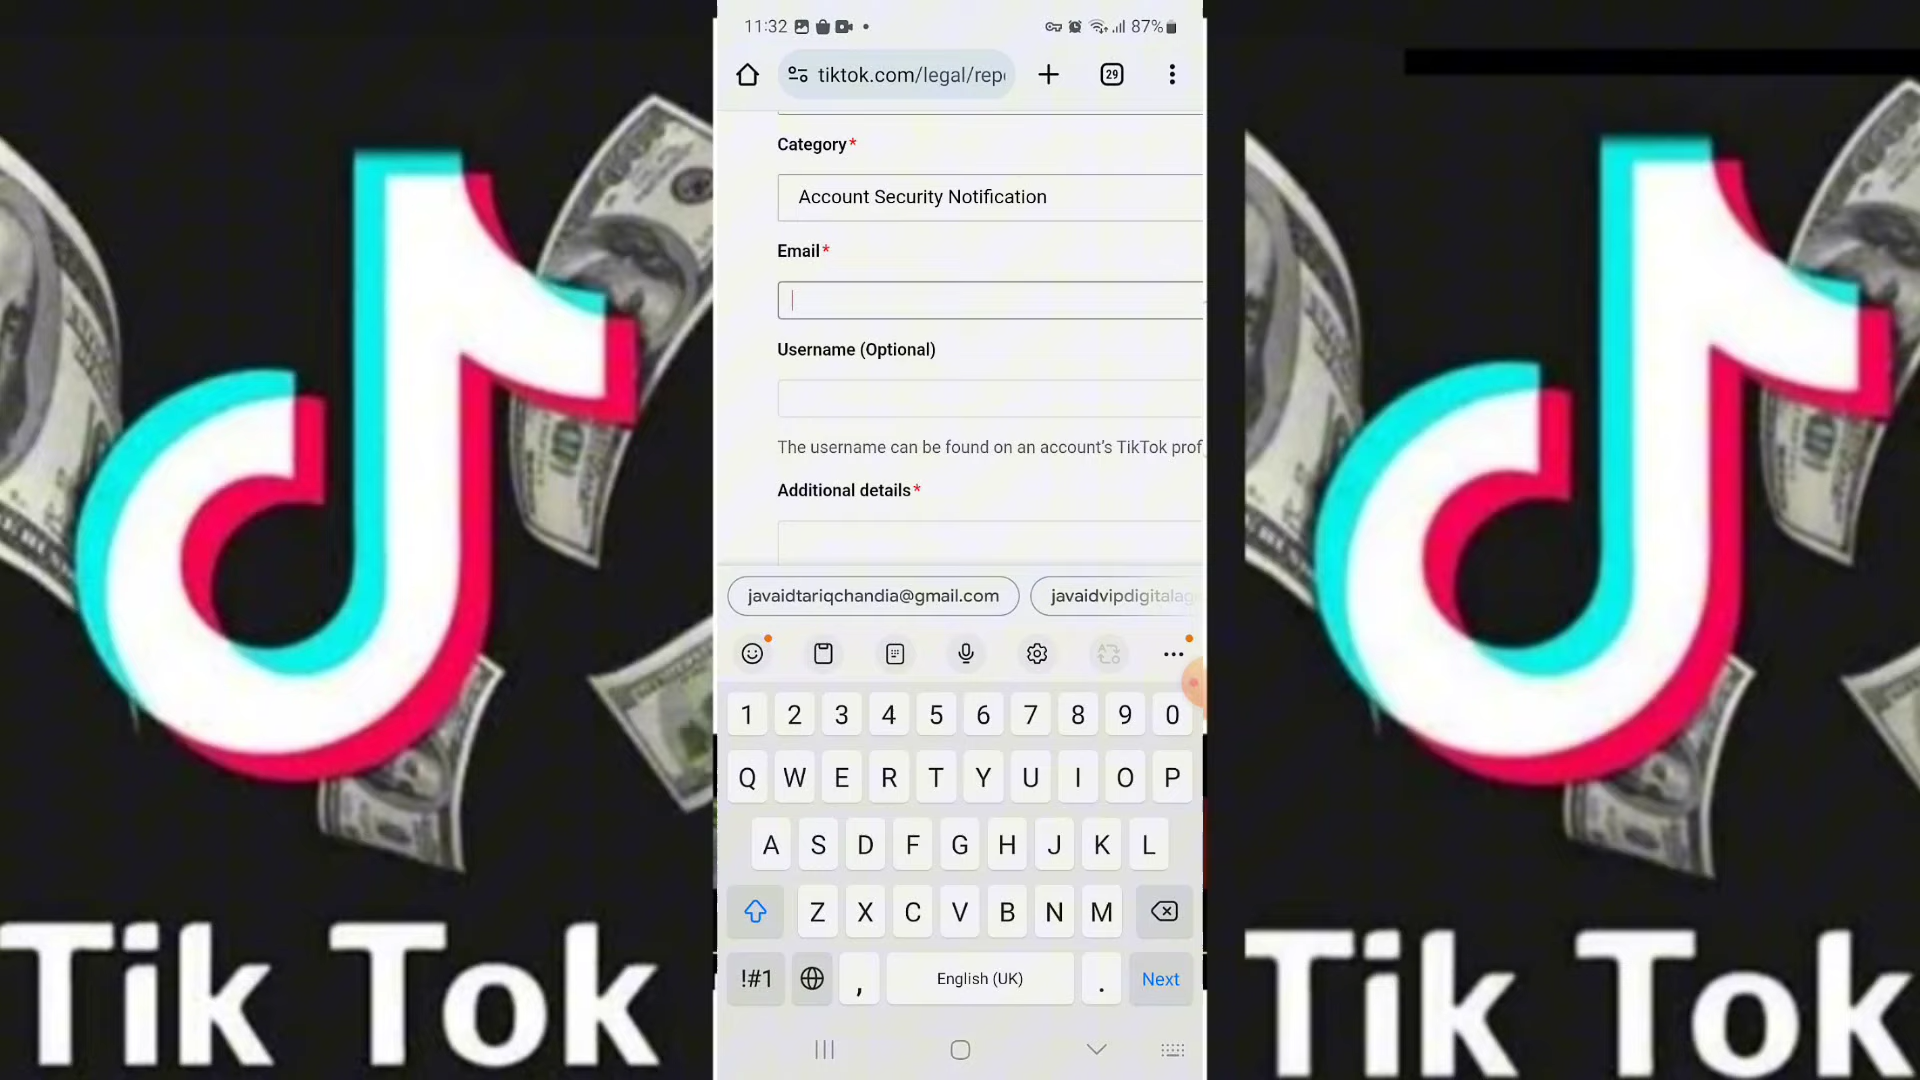 11:32
87%
tiktok.com/legal/rep
29
Category*
Account Security Notification
Email*
Username (Optional)
The username can be found on an account's TikTok prof
Additional details*
javaidtariqchandia@gmail.com
javaidvipdigitalag
1 2 3 4 5 6 7 8 9 0
Q W E R T Y U I O P
A S D F G H J K L
Z X C V B N M
!#1 , English (UK) . Next
Tik Tok
Tik Tok